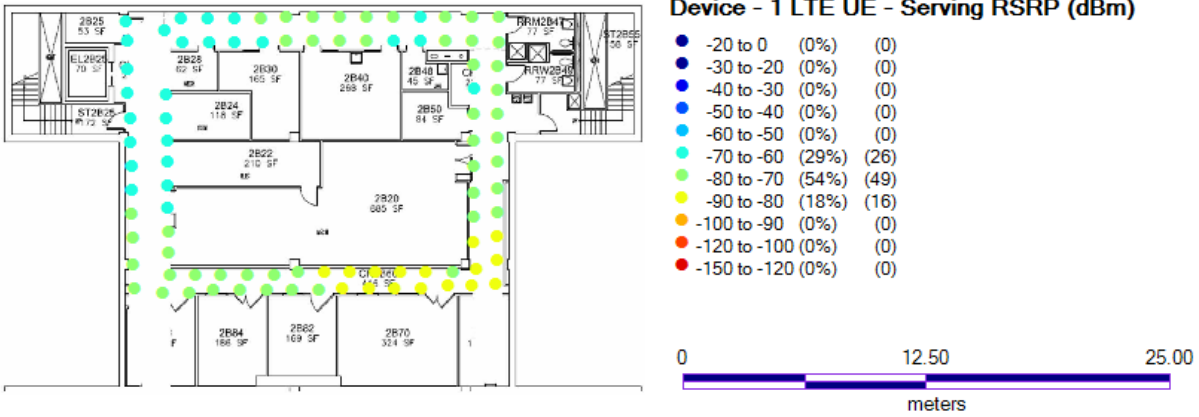 Device - 1 LTE UE - Serving RSRP (dBm)
-20 to 0 (0%) (0)
-30 to -20 (0%) (0)
-40 to -30 (0%) (0)
-50 to -40 (0%) (0)
-60 to -50 (0%) (0)
-70 to -60 (29%) (26)
-80 to -70 (54%) (49)
-90 to -80 (18%) (16)
-100 to -90 (0%) (0)
-120 to -100 (0%) (0)
-150 to -120 (0%) (0)
0 12.50 25.00
meters
2B25
53 SF
RRM2B47
77 SF
ST2B55
58 SF
EL2B25
70 SF
2B28
62 SF
2B30
165 SF
2B40
268 SF
2B48
45 SF
77 SF
ST2B25
172 SF
2B24
118 SF
2B50
84 SF
2B22
210 SF
2B20
685 SF
2B84
186 SF
2B82
169 SF
2B70
324 SF